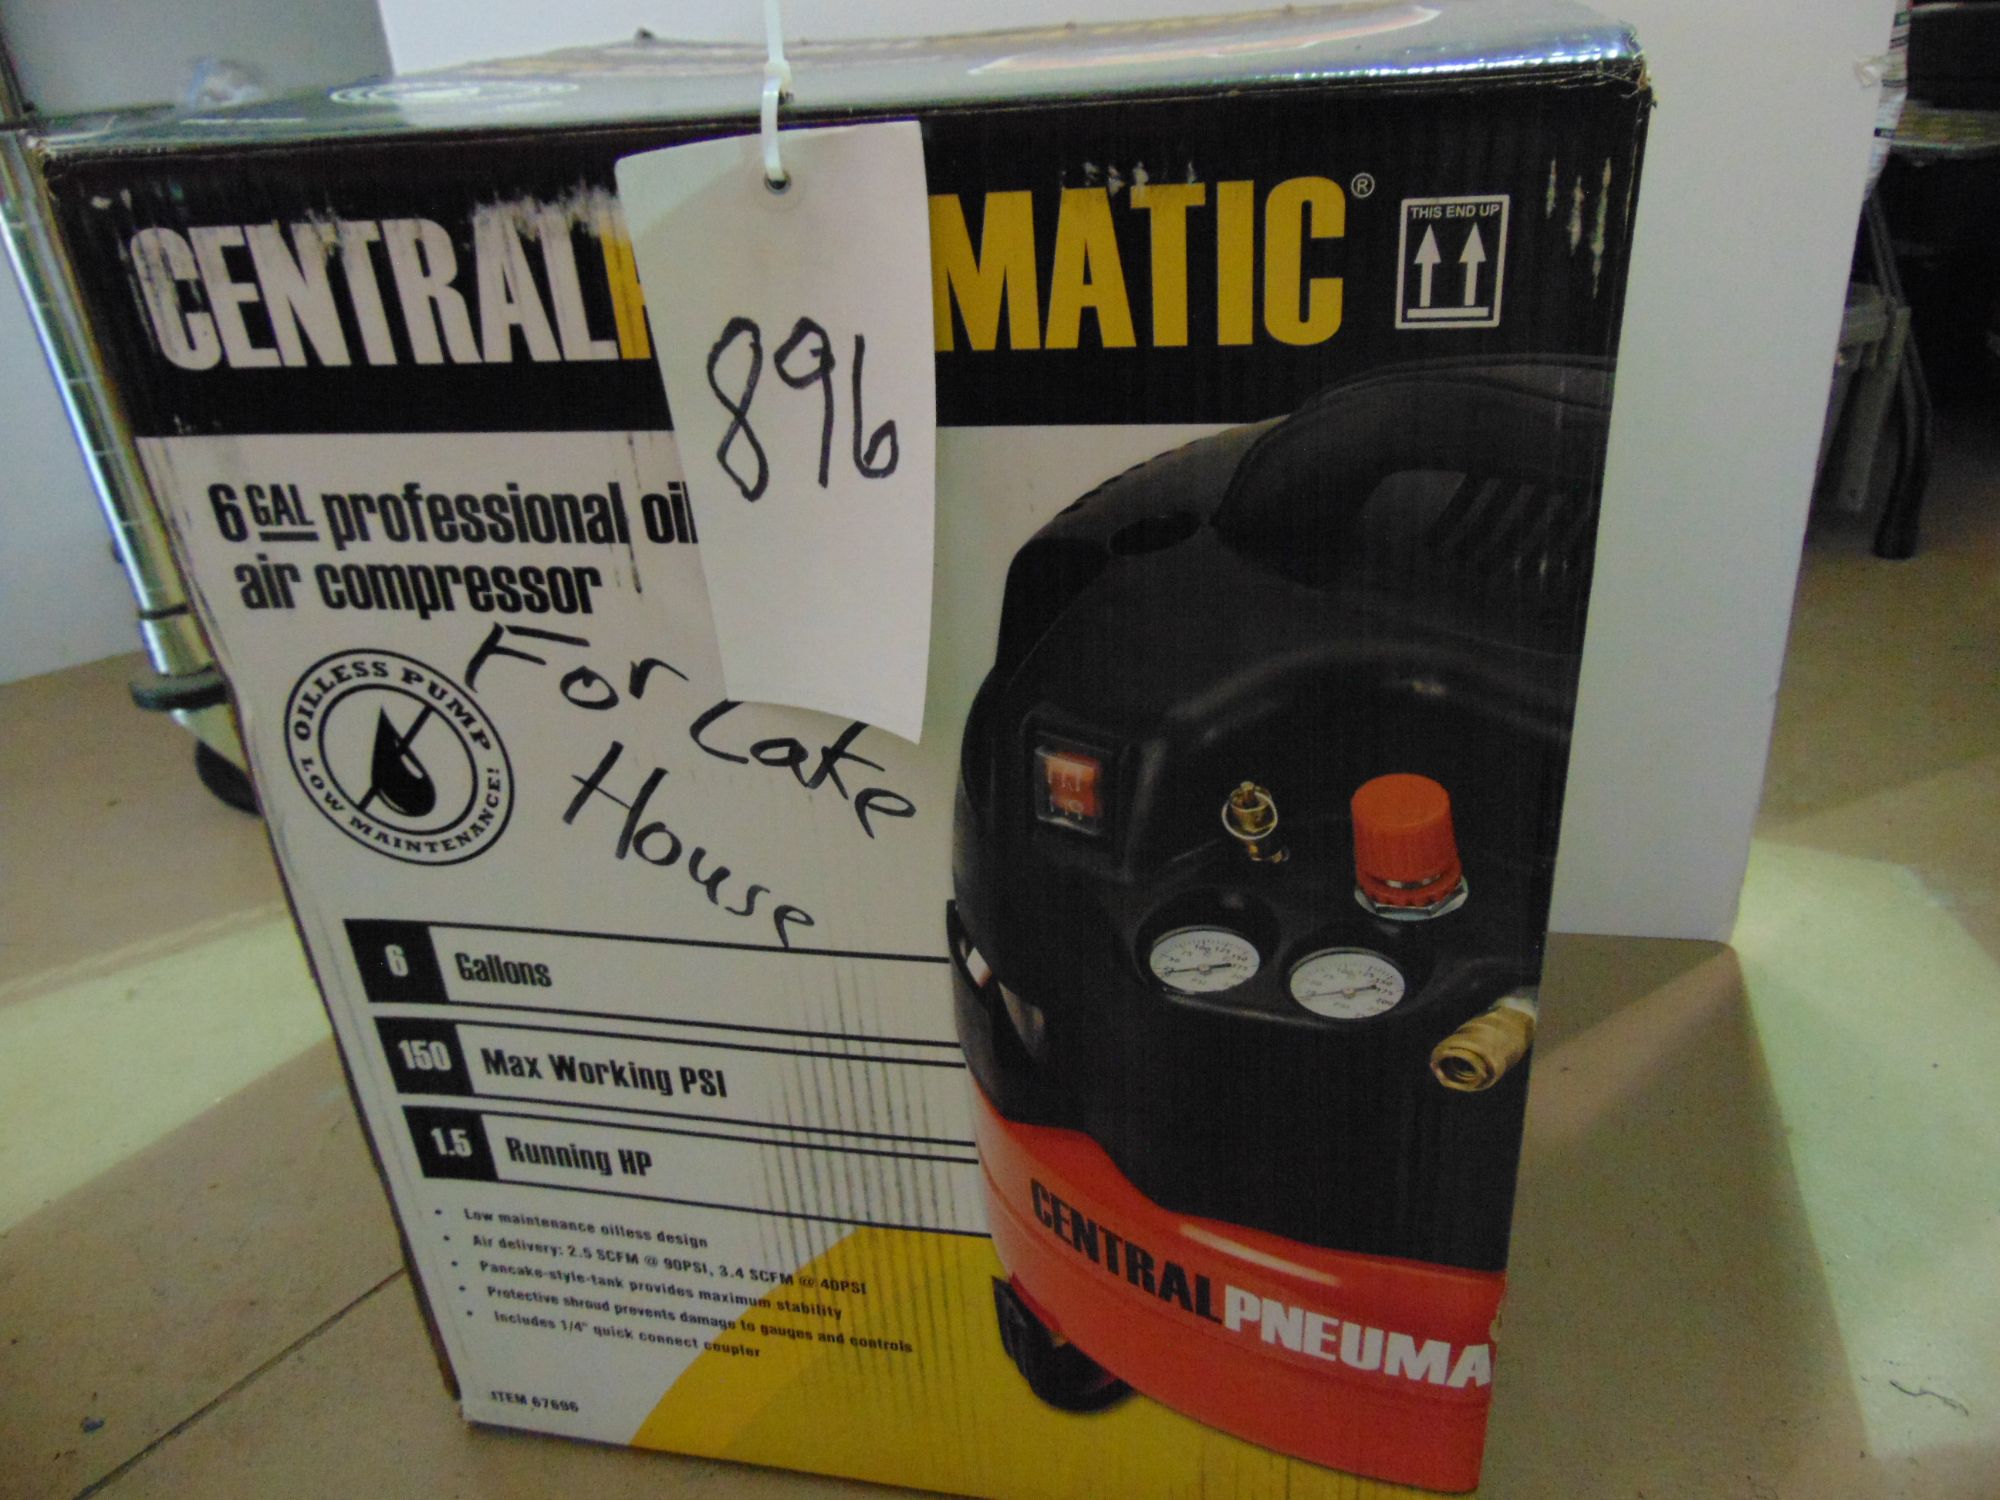 CENTRAL MATIC®
THIS END UP
896
6 GAL professional oil
air compressor
OILLESS PUMP
LOW MAINTENANCE!
For Lake
House
6 Gallons
150 Max Working PSI
1.5 Running HP
• Low maintenance oilless design
• Air delivery: 2.5 SCFM @ 90PSI, 3.4 SCFM @ 40PSI
• Pancake-style-tank provides maximum stability
• Protective shroud prevents damage to gauges and controls
• Includes 1/4" quick connect coupler
ITEM 67696
CENTRALPNEUMA